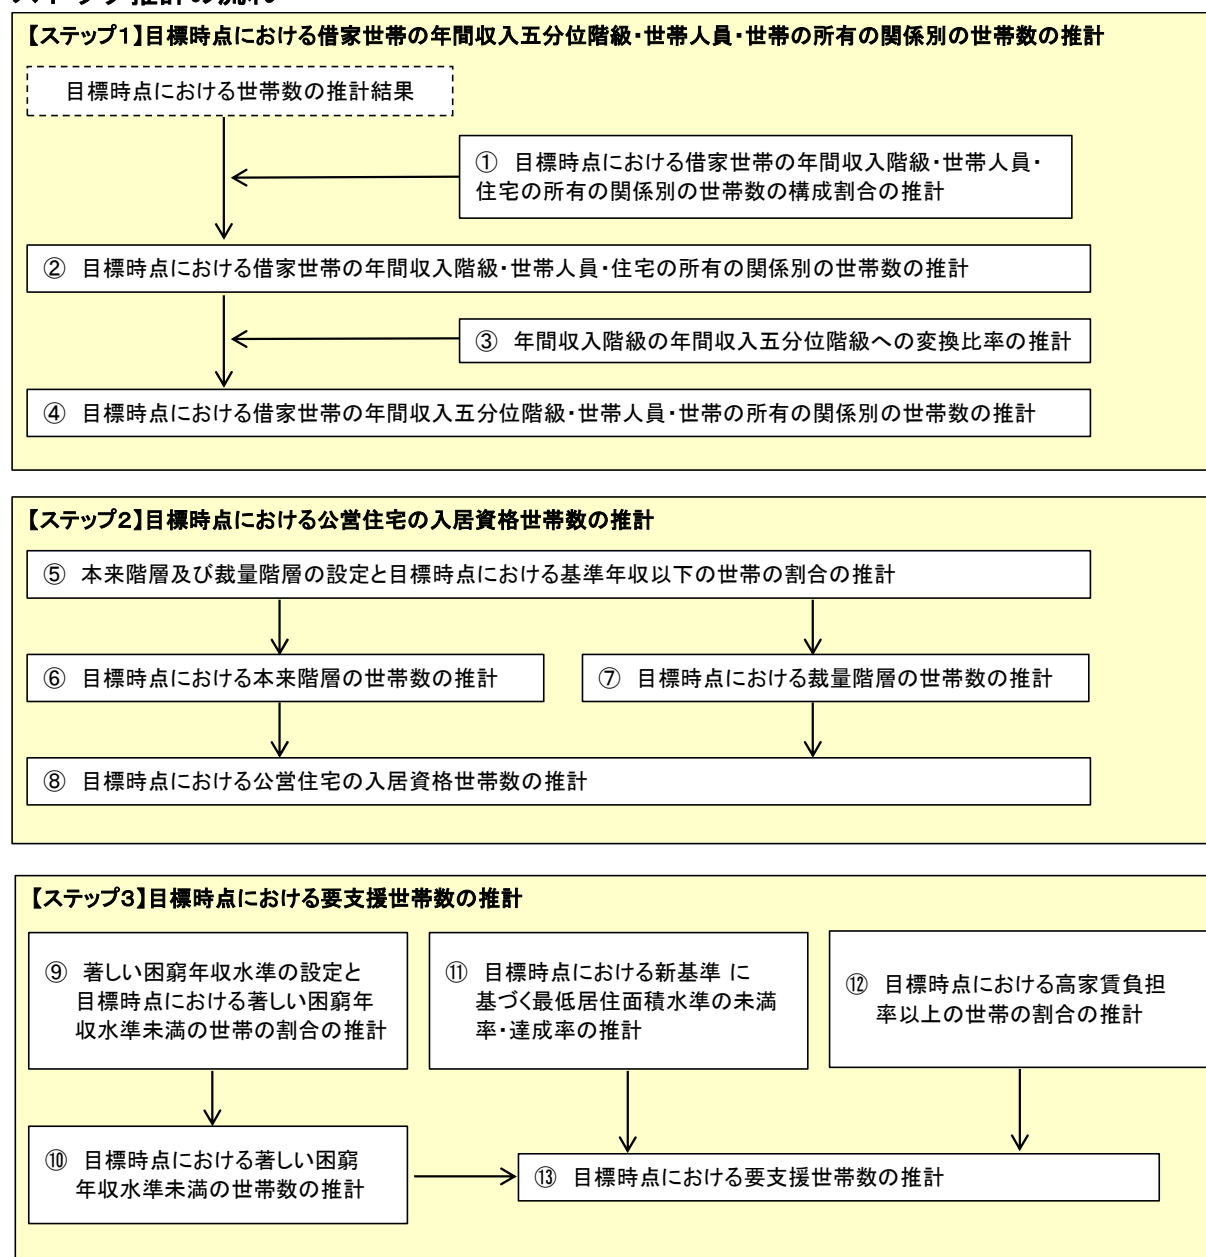 【ステップ1】目標時点における借家世帯の年間収入五分位階級・世帯人員・世帯の所有の関係別の世帯数の推計
目標時点における世帯数の推計結果
① 目標時点における借家世帯の年間収入階級・世帯人員・
住宅の所有の関係別の世帯数の構成割合の推計
② 目標時点における借家世帯の年間収入階級・世帯人員・住宅の所有の関係別の世帯数の推計
③ 年間収入階級の年間収入五分位階級への変換比率の推計
④ 目標時点における借家世帯の年間収入五分位階級・世帯人員・世帯の所有の関係別の世帯数の推計
【ステップ2】目標時点における公営住宅の入居資格世帯数の推計
⑤ 本来階層及び裁量階層の設定と目標時点における基準年収以下の世帯の割合の推計
⑥ 目標時点における本来階層の世帯数の推計
⑦ 目標時点における裁量階層の世帯数の推計
⑧ 目標時点における公営住宅の入居資格世帯数の推計
【ステップ3】目標時点における要支援世帯数の推計
⑨ 著しい困窮年収水準の設定と
目標時点における著しい困窮年
収水準未満の世帯の割合の推計
⑪ 目標時点における新基準 に
基づく最低居住面積水準の未満
率・達成率の推計
⑫ 目標時点における高家賃負担
率以上の世帯の割合の推計
⑩ 目標時点における著しい困窮
年収水準未満の世帯数の推計
⑬ 目標時点における要支援世帯数の推計